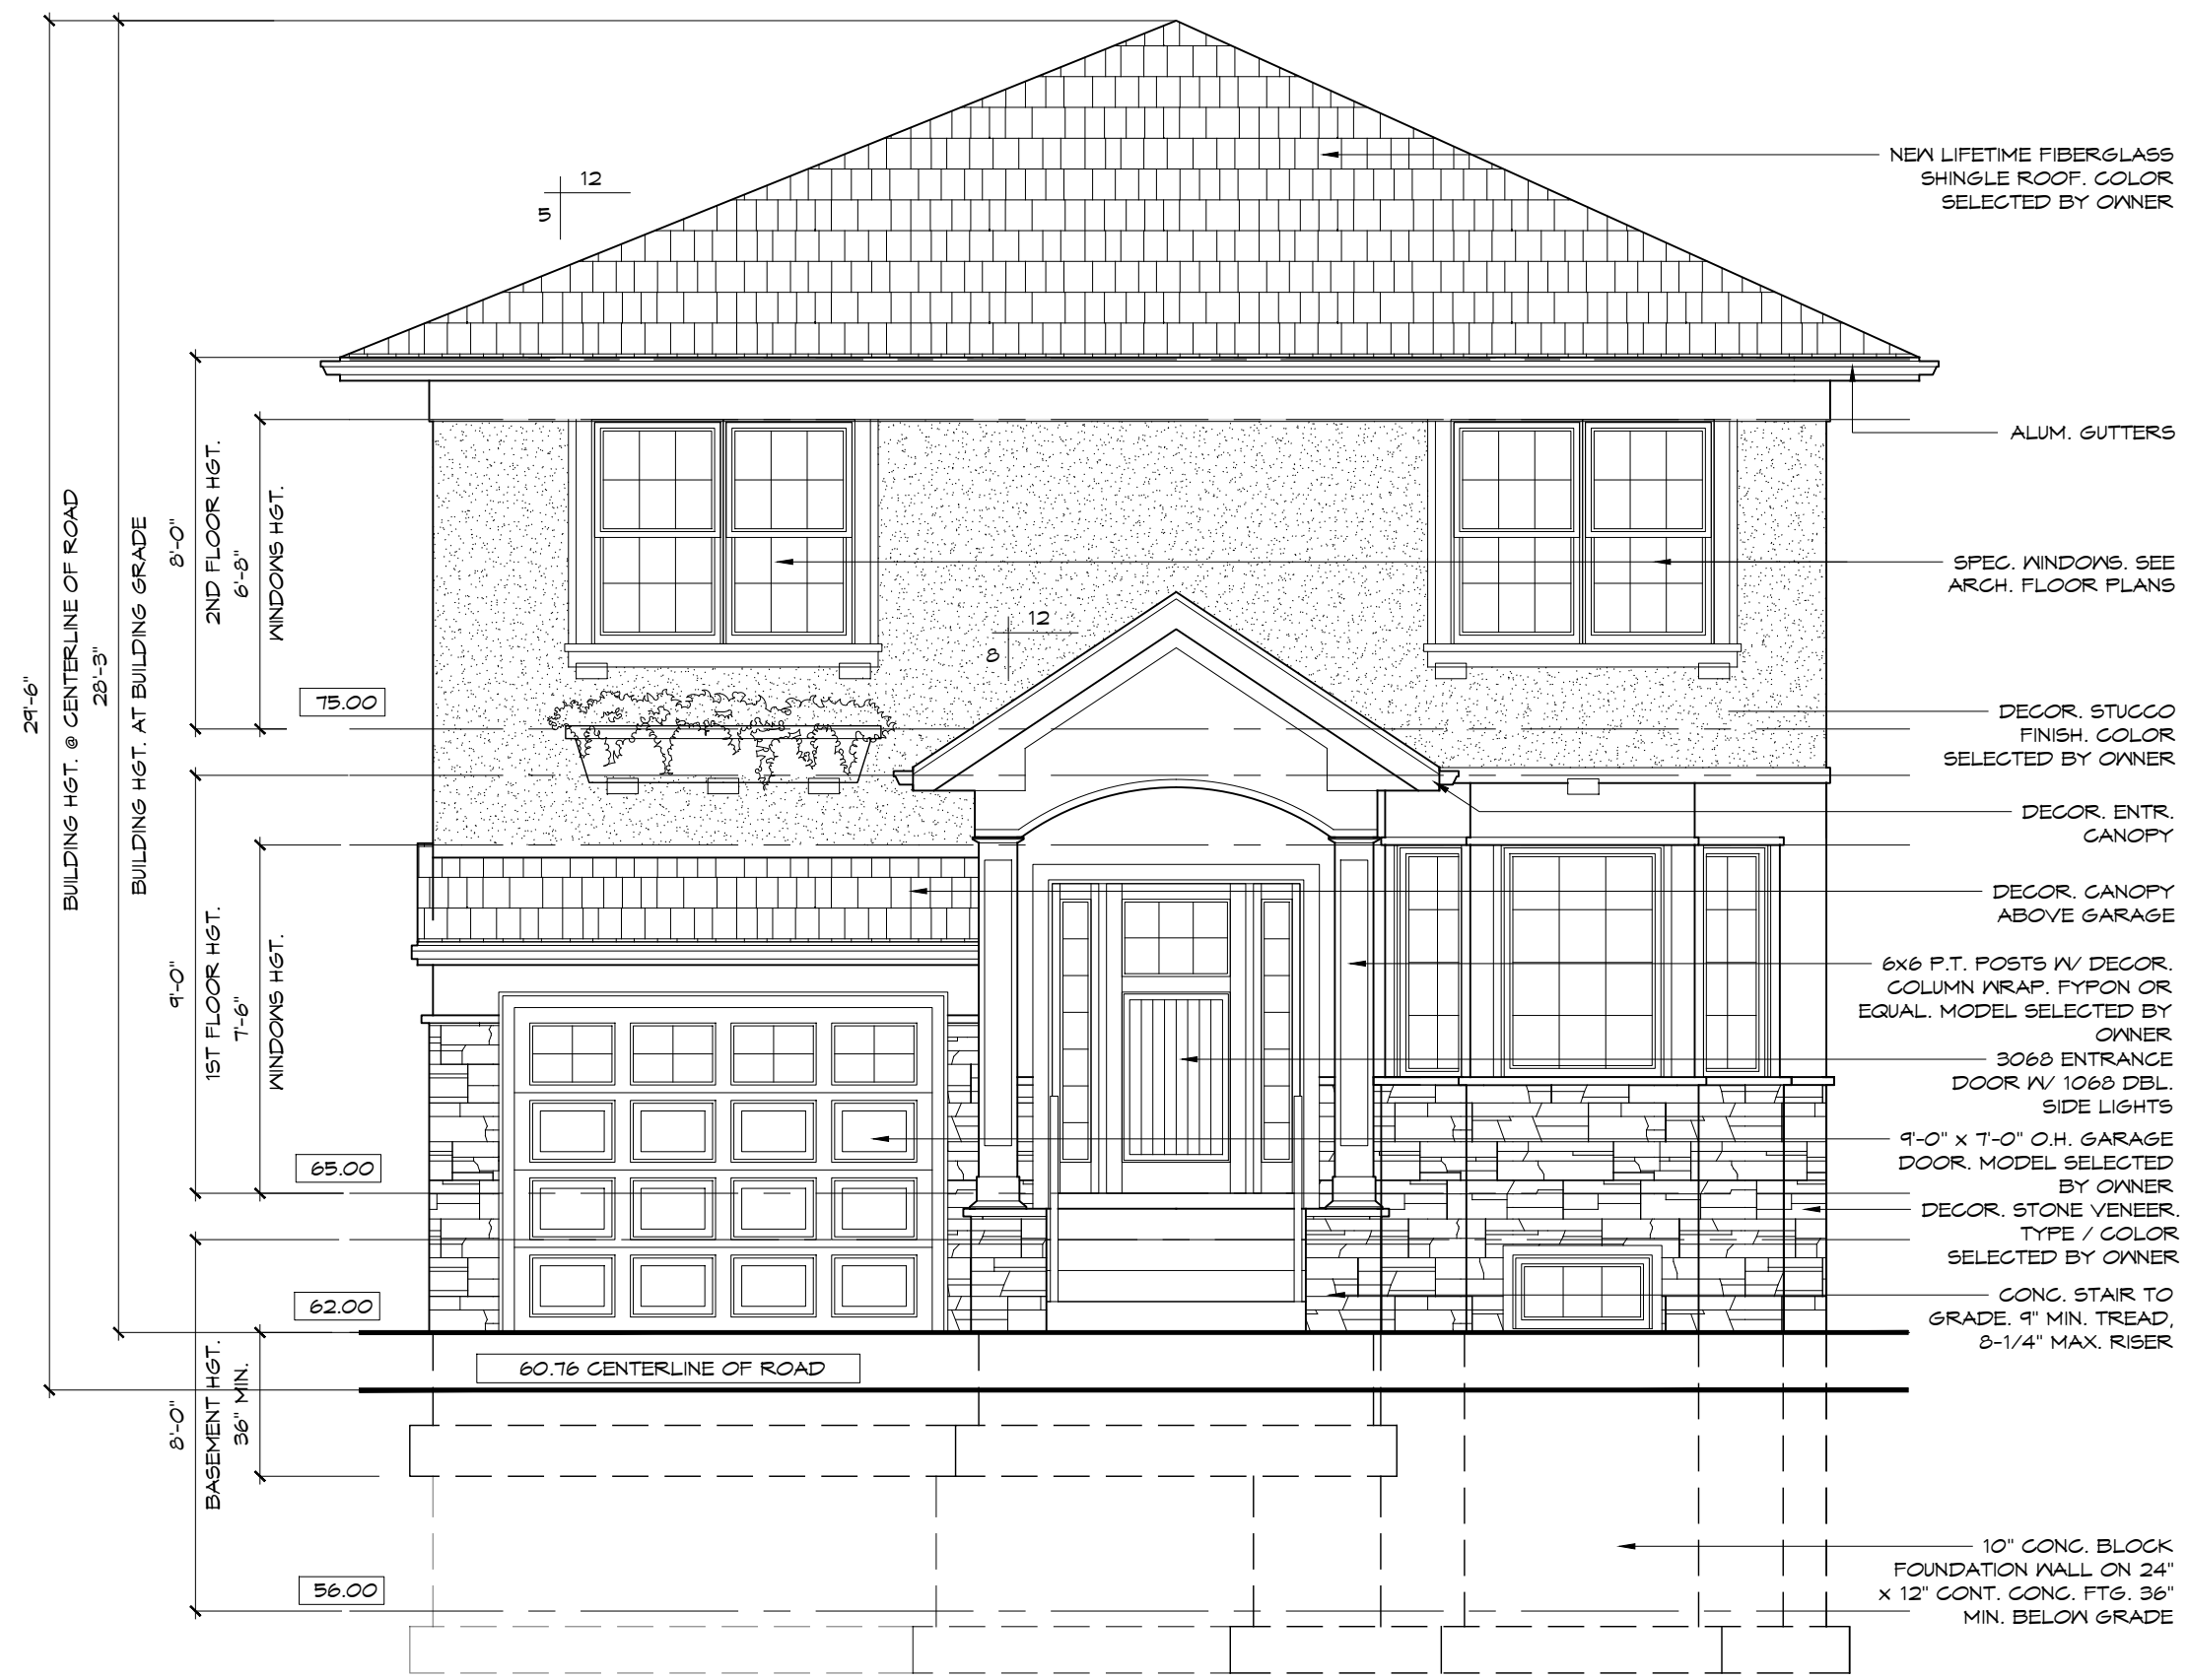 29'-6"
BUILDING HGT. @ CENTERLINE OF ROAD
28'-3"
BUILDING HGT. AT BUILDING GRADE
8'-0"
2ND FLOOR HGT.
6'-8"
WINDOWS HGT.
9'-0"
1ST FLOOR HGT.
7'-6"
WINDOWS HGT.
8'-0"
BASEMENT HGT.
36" MIN.
75.00
65.00
62.00
56.00
60.76 CENTERLINE OF ROAD
12
5
12
8
NEW LIFETIME FIBERGLASS
SHINGLE ROOF. COLOR
SELECTED BY OWNER
ALUM. GUTTERS
SPEC. WINDOWS. SEE
ARCH. FLOOR PLANS
DECOR. STUCCO
FINISH. COLOR
SELECTED BY OWNER
DECOR. ENTR.
CANOPY
DECOR. CANOPY
ABOVE GARAGE
6x6 P.T. POSTS W/ DECOR.
COLUMN WRAP. FYPON OR
EQUAL. MODEL SELECTED BY
OWNER
3068 ENTRANCE
DOOR W/ 1068 DBL.
SIDE LIGHTS
9'-0" x 7'-0" O.H. GARAGE
DOOR. MODEL SELECTED
BY OWNER
DECOR. STONE VENEER.
TYPE / COLOR
SELECTED BY OWNER
CONC. STAIR TO
GRADE. 9" MIN. TREAD,
8-1/4" MAX. RISER
10" CONC. BLOCK
FOUNDATION WALL ON 24"
x 12" CONT. CONC. FTG. 36"
MIN. BELOW GRADE